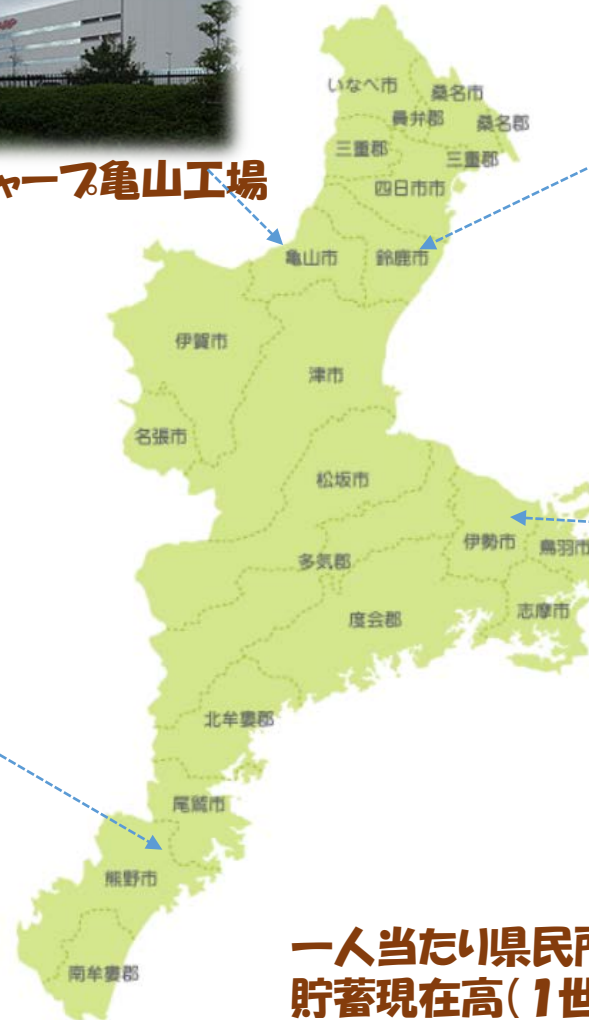 ャープ亀山工場
いなべ市
桑名市
員弁郡
桑名郡
三重郡
三重郡
四日市市
亀山市
鈴鹿市
伊賀市
津市
名張市
松坂市
伊勢市
鳥羽市
多気郡
志摩市
度会郡
北牟婁郡
尾鷲市
熊野市
南牟婁郡
一人当たり県民所
貯蓄現在高(1世